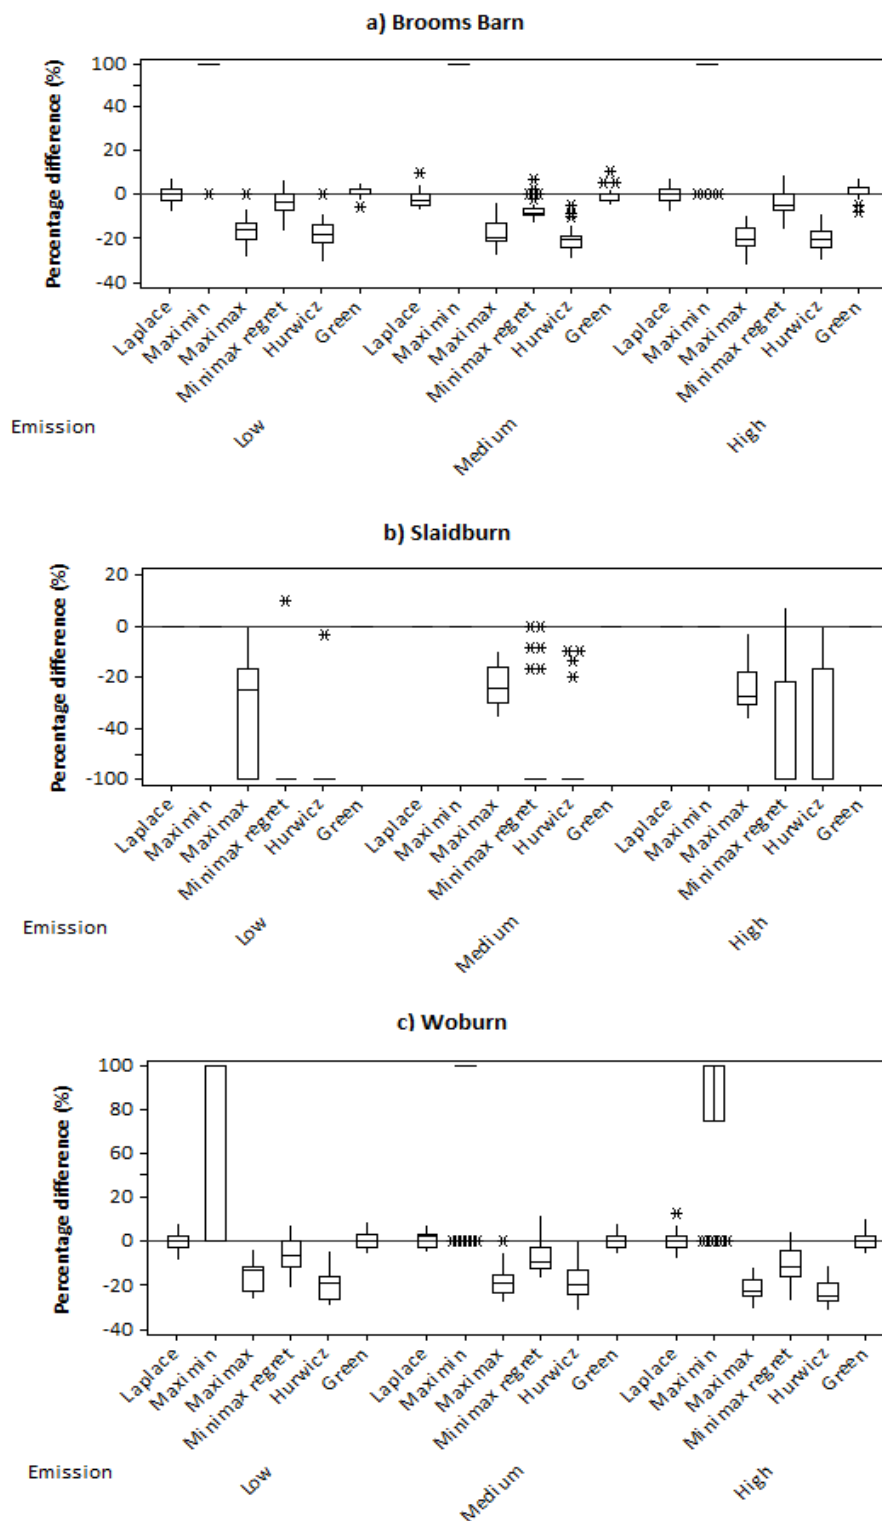 a) Brooms Barn
Percentage difference (%)
100
40
20
0
-20
-40
Laplace Maximin Maximax Minimax regret Hurwicz Green Laplace Maximin Maximax Minimax regret Hurwicz Green Laplace Maximin Maximax Minimax regret Hurwicz Green
Emission Low Medium High
b) Slaidburn
Percentage difference (%)
20
0
-20
-40
-100
Laplace Maximin Maximax Minimax regret Hurwicz Green Laplace Maximin Maximax Minimax regret Hurwicz Green Laplace Maximin Maximax Minimax regret Hurwicz Green
Emission Low Medium High
c) Woburn
Percentage difference (%)
100
80
60
20
0
-20
-40
Laplace Maximin Maximax Minimax regret Hurwicz Green Laplace Maximin Maximax Minimax regret Hurwicz Green Laplace Maximin Maximax Minimax regret Hurwicz Green
Emission Low Medium High